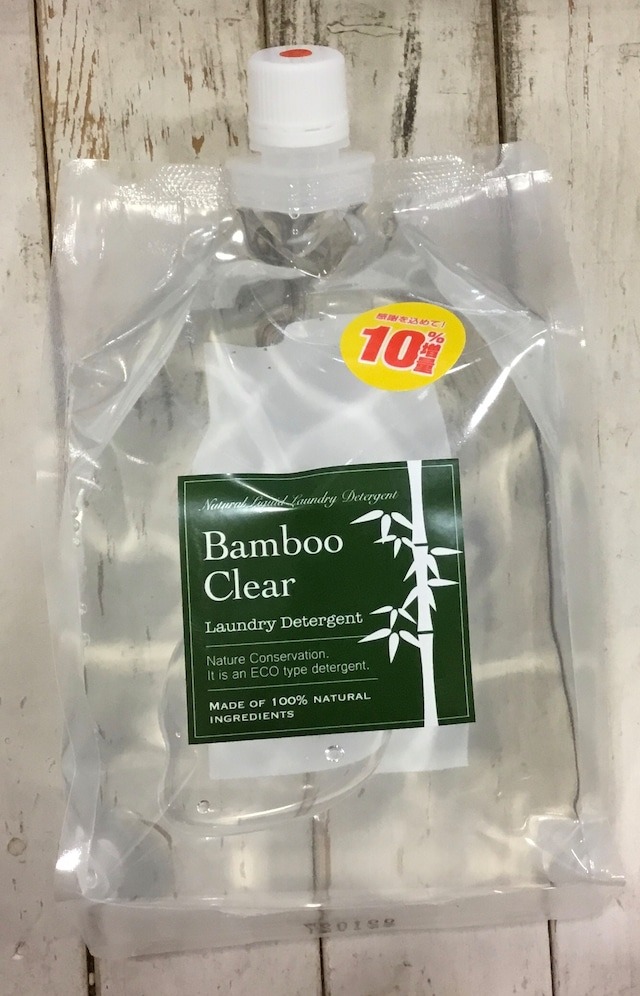 感謝を込めて!
10%増量
Natural Liquid Laundry Detergent
Bamboo
Clear
Laundry Detergent
Nature Conservation.
It is an ECO type detergent.
MADE OF 100% NATURAL
INGREDIENTS